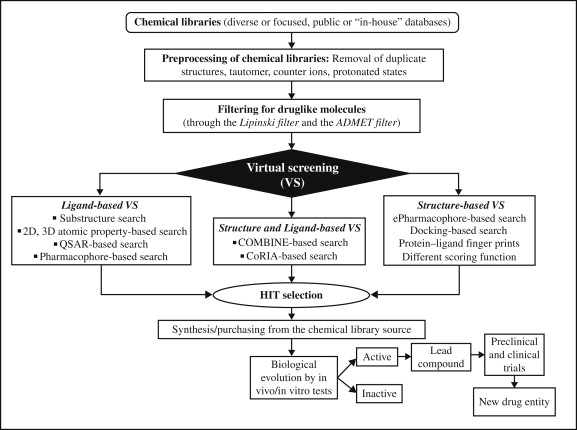 Chemical libraries (diverse or focused, public or “in-house” databases)
Preprocessing of chemical libraries: Removal of duplicate
structures, tautomer, counter ions, protonated states
Filtering for druglike molecules
(through the Lipinski filter and the ADMET filter)
Virtual screening
(VS)
Ligand-based VS
▪ Substructure search
▪ 2D, 3D atomic property-based search
▪ QSAR-based search
▪ Pharmacophore-based search
Structure and Ligand-based VS
▪ COMBINE-based search
▪ CoRIA-based search
Structure-based VS
ePharmacophore-based search
Docking-based search
Protein–ligand finger prints
Different scoring function
HIT selection
Synthesis/purchasing from the chemical library source
Biological
evolution by in
vivo/in vitro tests
Active
Inactive
Lead
compound
Preclinical
and clinical
trials
New drug entity